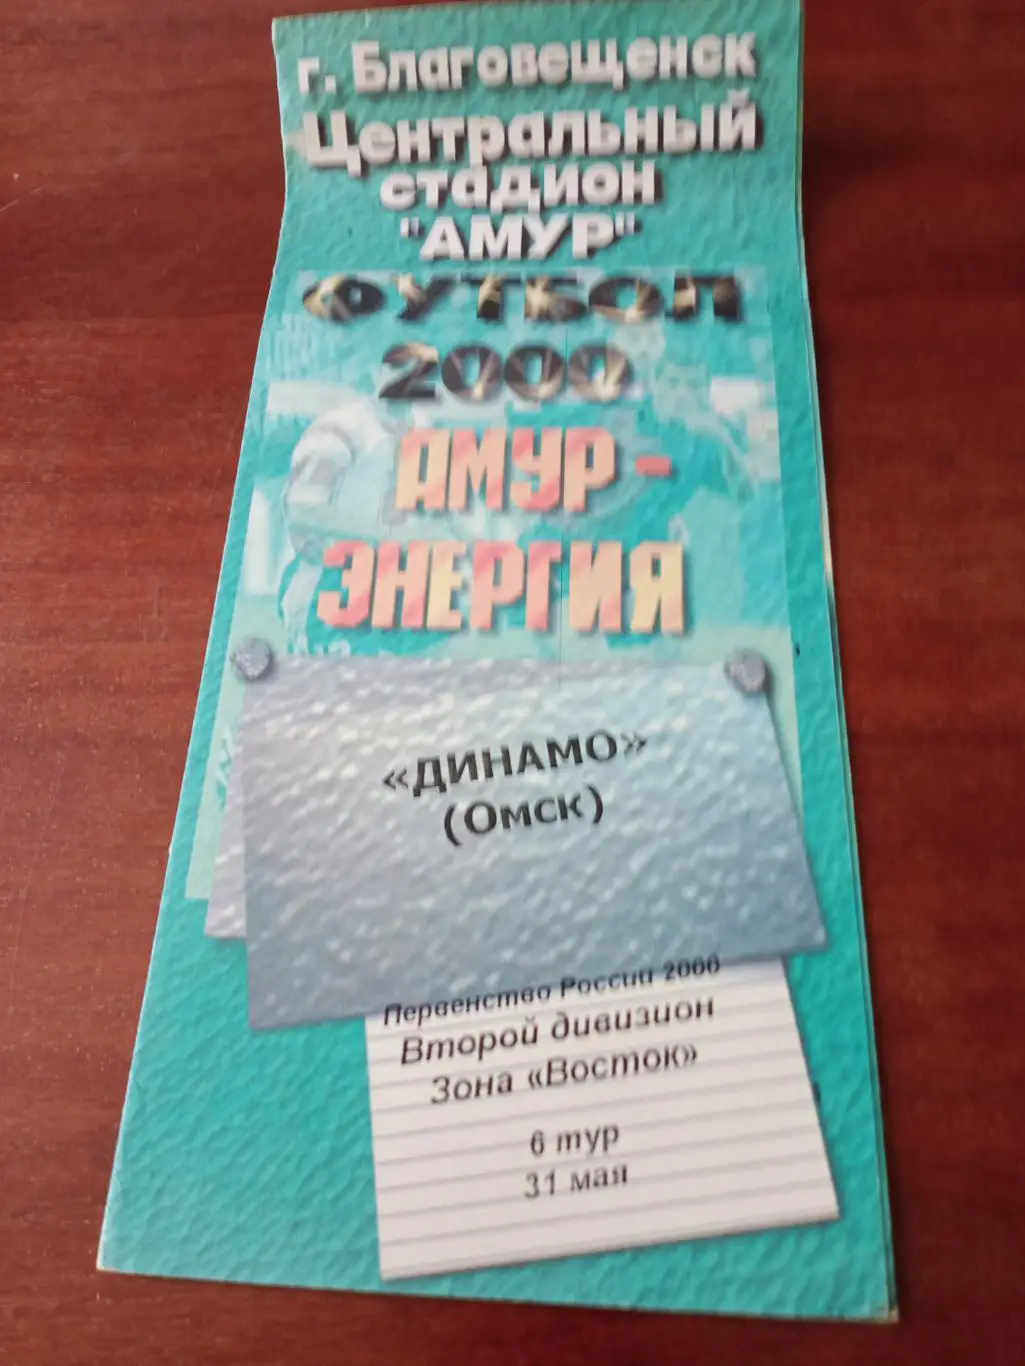 г. Благовещенск
Центральный
стадион
"АМУР"
ФУТБОЛ
2000
АМУР -
ЭНЕРГИЯ
«ДИНАМО»
(Омск)
Первенство России 2000
Второй дивизион
Зона «Восток»
6 тур
31 мая